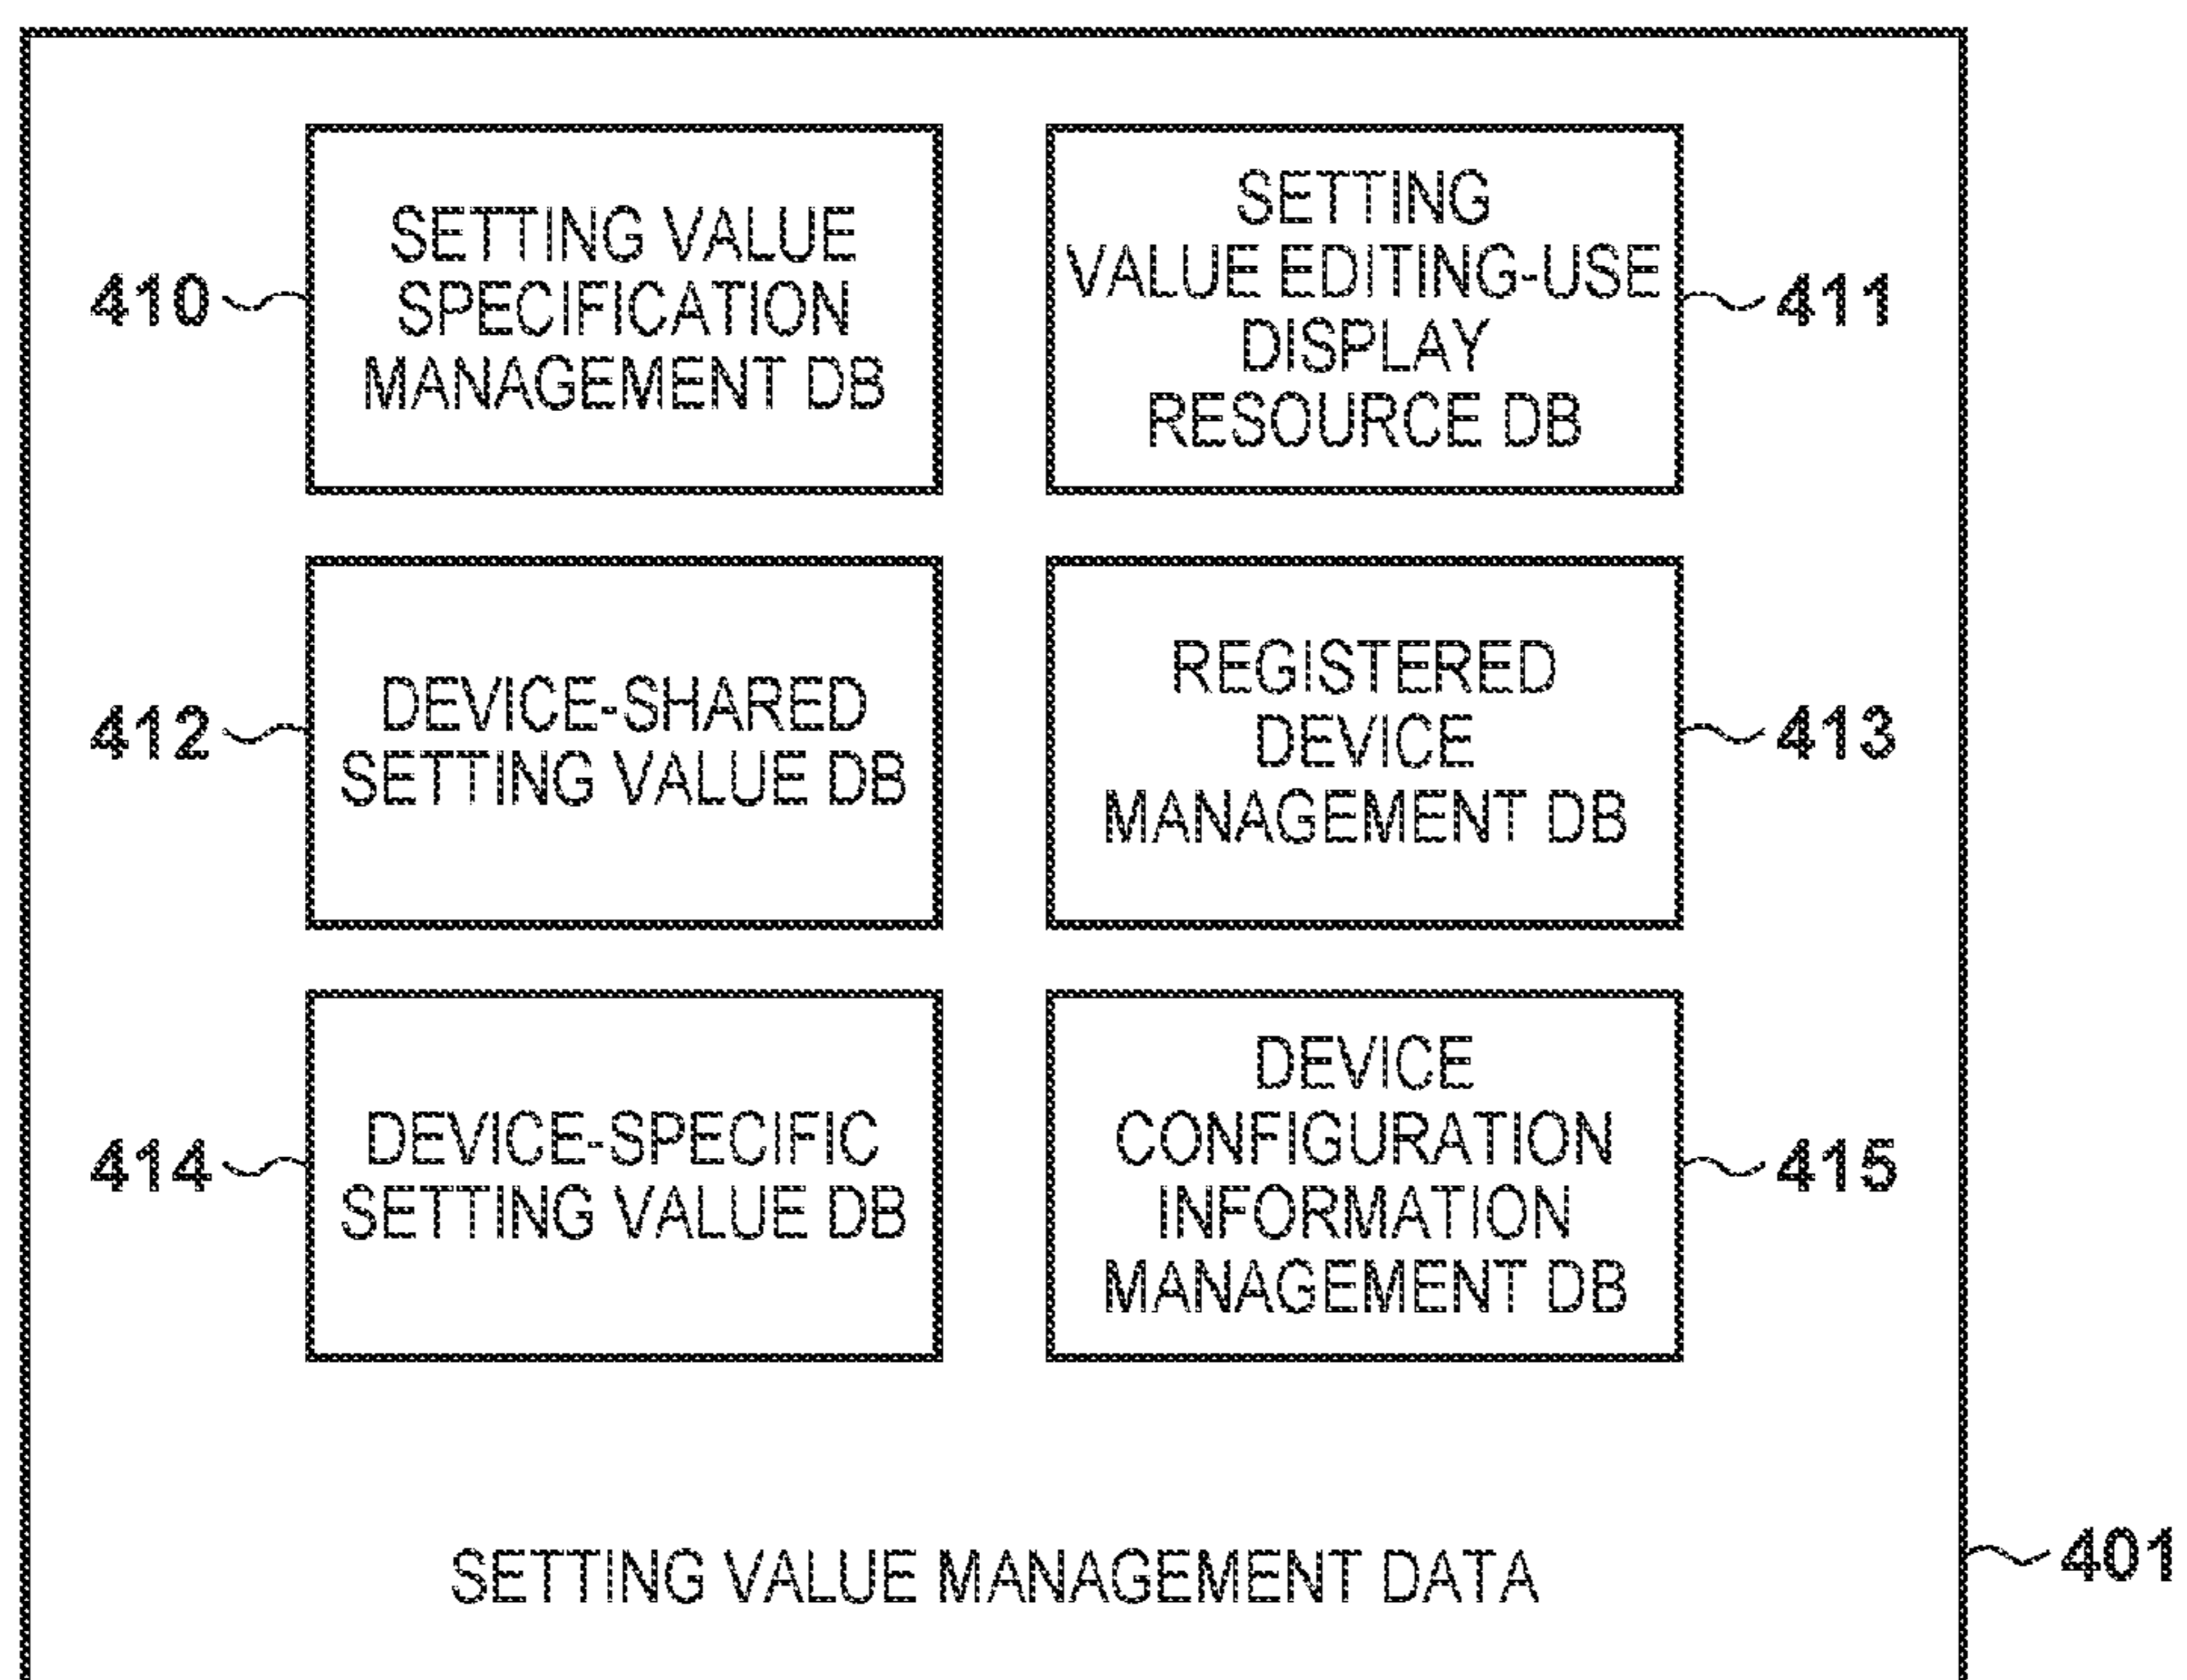 SETTING VALUE
SPECIFICATION
MANAGEMENT DB
410
SETTING
VALUE EDITING-USE
DISPLAY
RESOURCE DB
411
DEVICE-SHARED
SETTING VALUE DB
412
REGISTERED
DEVICE
MANAGEMENT DB
413
DEVICE-SPECIFIC
SETTING VALUE DB
414
DEVICE
CONFIGURATION
INFORMATION
MANAGEMENT DB
415
SETTING VALUE MANAGEMENT DATA
401